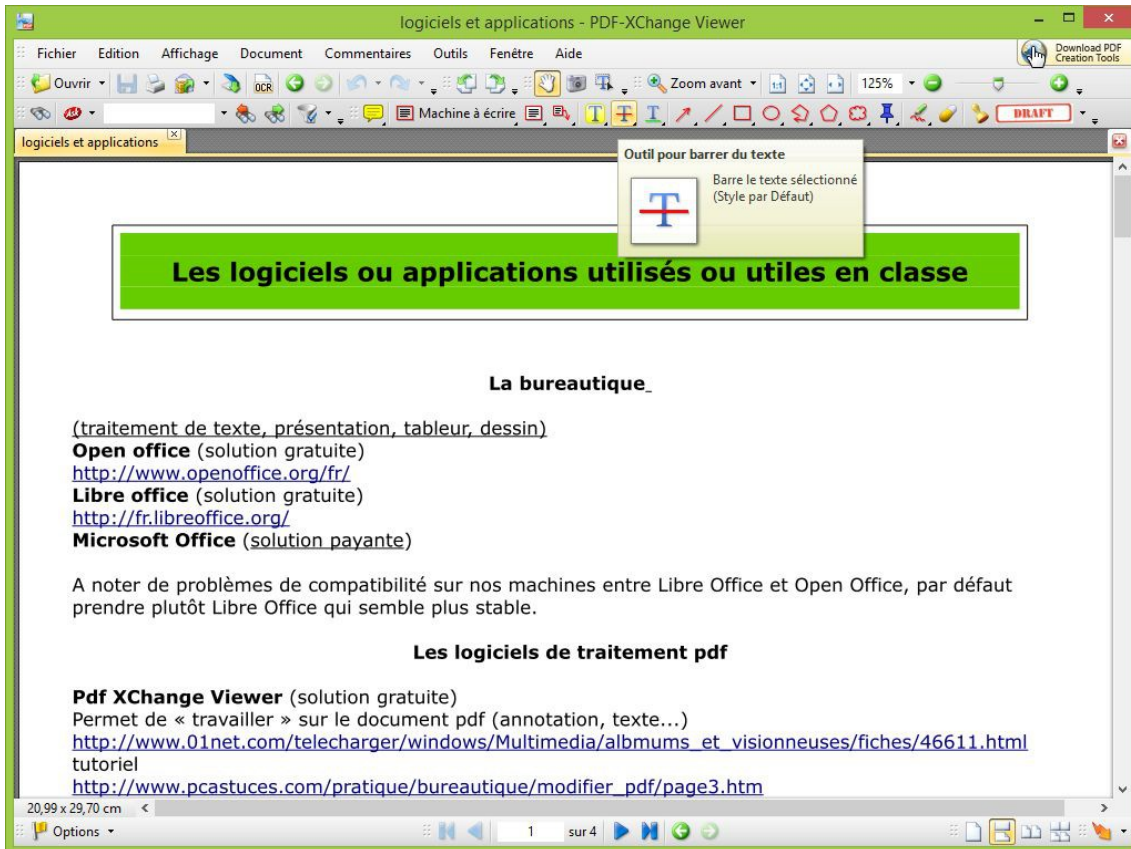 logiciels et applications - PDF-XChange Viewer
Fichier Edition Affichage Document Commentaires Outils Fenêtre Aide
Download PDF
Creation Tools
Ouvrir OCR Zoom avant 1:1 125%
Machine à écrire T T T DRAFT
logiciels et applications
Outil pour barrer du texte
Barre le texte sélectionné
(Style par Défaut)
T
Les logiciels ou applications utilisés ou utiles en classe
La bureautique
(traitement de texte, présentation, tableur, dessin)
Open office (solution gratuite)
http://www.openoffice.org/fr/
Libre office (solution gratuite)
http://fr.libreoffice.org/
Microsoft Office (solution payante)
A noter de problèmes de compatibilité sur nos machines entre Libre Office et Open Office, par défaut
prendre plutôt Libre Office qui semble plus stable.
Les logiciels de traitement pdf
Pdf XChange Viewer (solution gratuite)
Permet de « travailler » sur le document pdf (annotation, texte...)
http://www.01net.com/telecharger/windows/Multimedia/albmums_et_visionneuses/fiches/46611.html
tutoriel
http://www.pcastuces.com/pratique/bureautique/modifier_pdf/page3.htm
20,99 x 29,70 cm
Options 1 sur 4